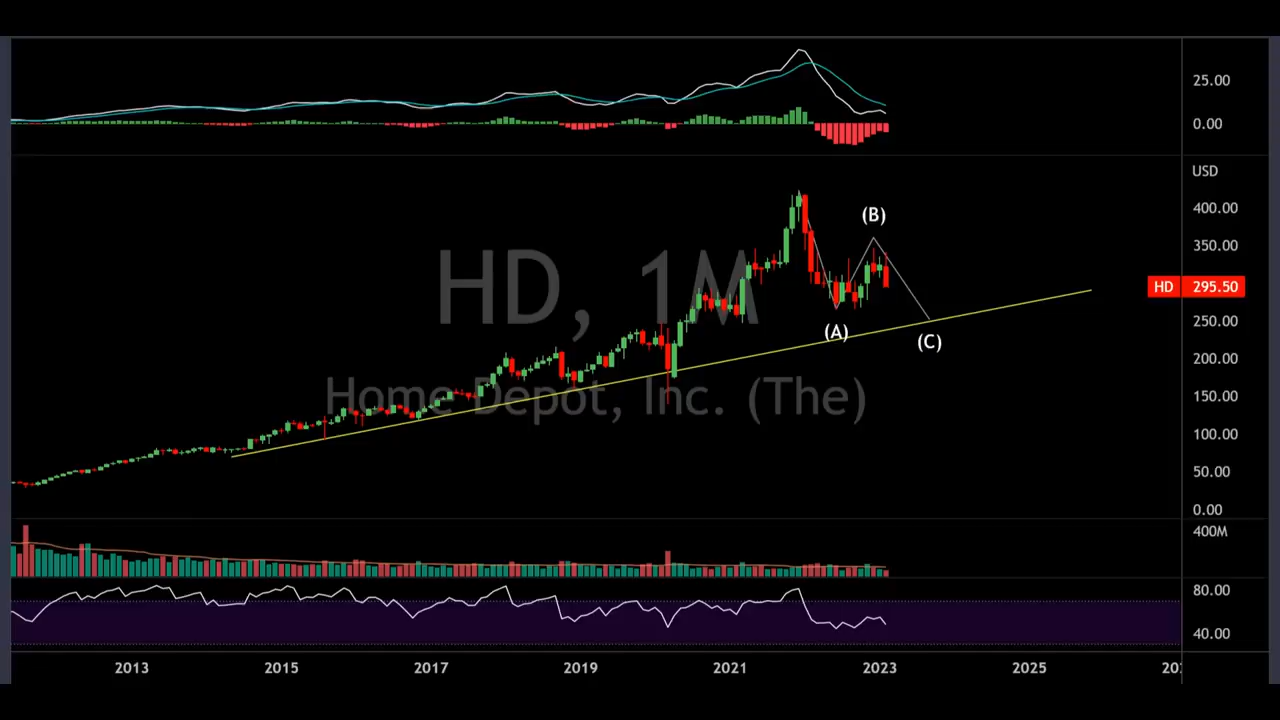 25.00
0.00
USD
400.00
(B)
350.00
HD, 1M
HD 295.50
250.00
(A)
(C)
200.00
Home Depot, Inc. (The)
150.00
100.00
50.00
0.00
400M
80.00
40.00
2013 2015 2017 2019 2021 2023 2025